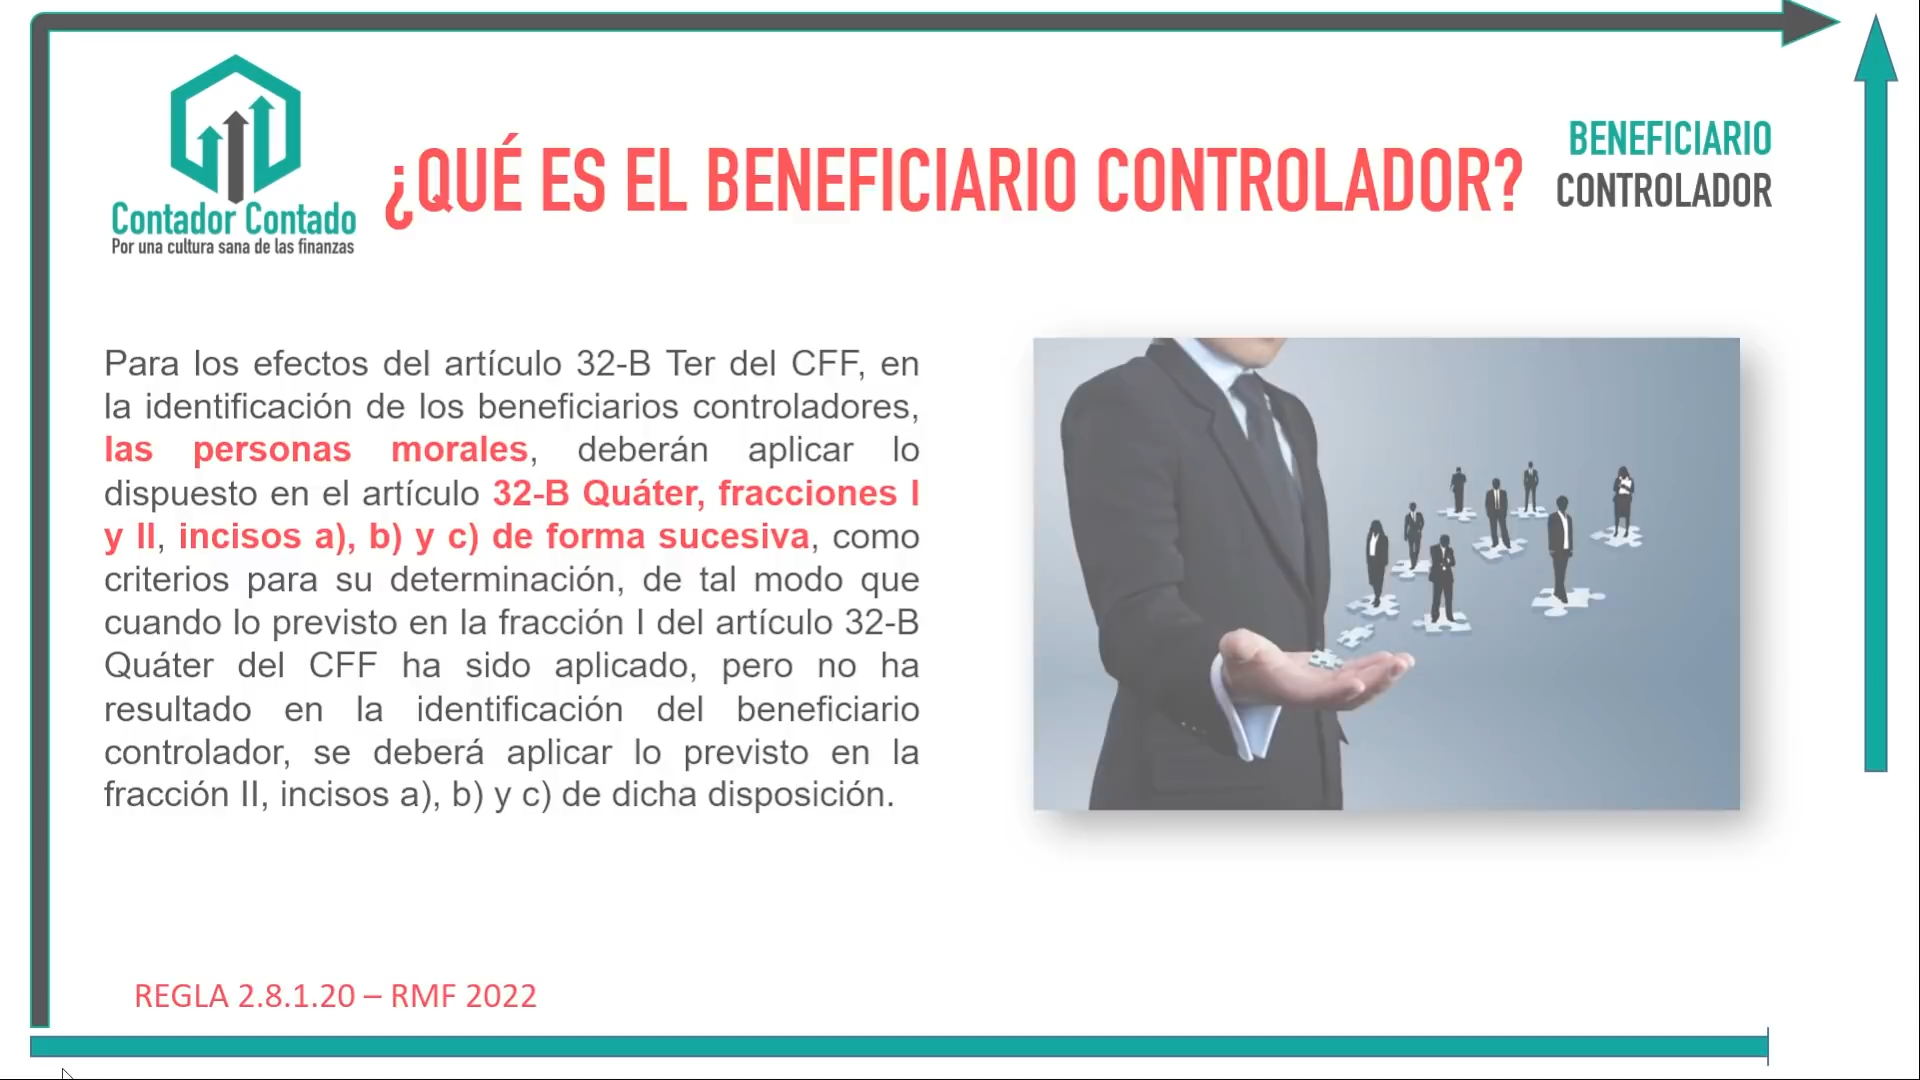 Contador Contado
Por una cultura sana de las finanzas
¿QUÉ ES EL BENEFICIARIO CONTROLADOR?
BENEFICIARIO
CONTROLADOR
Para los efectos del artículo 32-B Ter del CFF, en
la identificación de los beneficiarios controladores,
las personas morales, deberán aplicar lo
dispuesto en el artículo 32-B Quáter, fracciones I
y II, incisos a), b) y c) de forma sucesiva, como
criterios para su determinación, de tal modo que
cuando lo previsto en la fracción I del artículo 32-B
Quáter del CFF ha sido aplicado, pero no ha
resultado en la identificación del beneficiario
controlador, se deberá aplicar lo previsto en la
fracción II, incisos a), b) y c) de dicha disposición.
REGLA 2.8.1.20 – RMF 2022